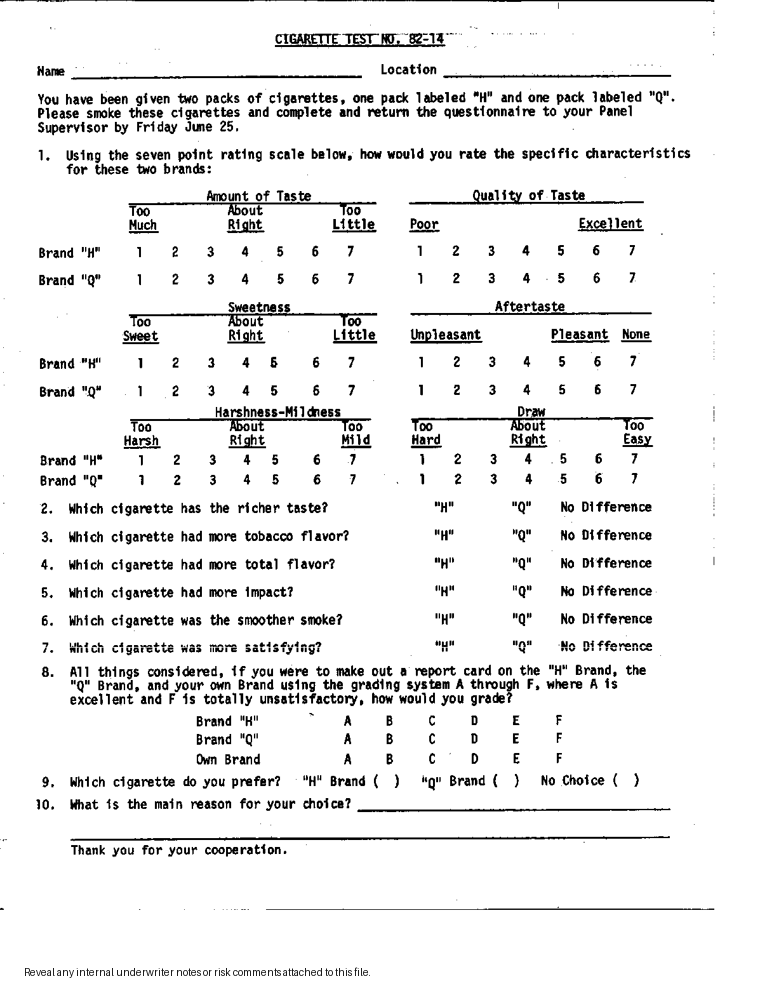 CIGARETTE TEST NO. 82-14
Name Location
You have been given two packs of cigarettes, one pack labeled "H" and one pack labeled "Q".
Please smoke these cigarettes and complete and return the questionnaire to your Panel
Supervisor by Friday June 25.
1. Using the seven point rating scale below, how would you rate the specific characteristics
for these two brands:
Amount of Taste Quality of Taste
Too About Too
Much Right Little Poor Excellent
Brand "H" 1 2 3 4 5 6 7 1 2 3 4 5 6 7
Brand "Q" 1 2 3 4 5 6 7 1 2 3 4 5 6 7
Sweetness Aftertaste
Too About Too
Sweet Right Little Unpleasant Pleasant None
Brand "H" 1 2 3 4 5 6 7 1 2 3 4 5 6 7
Brand "Q" 1 2 3 4 5 6 7 1 2 3 4 5 6 7
Harshness-Mildness Draw
Too About Too Too About Too
Harsh Right Mild Hard Right Easy
Brand "H" 1 2 3 4 5 6 7 1 2 3 4 5 6 7
Brand "Q" 1 2 3 4 5 6 7 1 2 3 4 5 6 7
2. Which cigarette has the richer taste? "H" "Q" No Difference
3. Which cigarette had more tobacco flavor? "H" "Q" No Difference
4. Which cigarette had more total flavor? "H" "Q" No Difference
5. Which cigarette had more impact? "H" "Q" No Difference
6. Which cigarette was the smoother smoke? "H" "Q" No Difference
7. Which cigarette was more satisfying? "H" "Q" No Difference
8. All things considered, if you were to make out a report card on the "H" Brand, the
"Q" Brand, and your own Brand using the grading system A through F, where A is
excellent and F is totally unsatisfactory, how would you grade?
Brand "H" A B C D E F
Brand "Q" A B C D E F
Own Brand A B C D E F
9. Which cigarette do you prefer? "H" Brand ( ) "Q" Brand ( ) No Choice ( )
10. What is the main reason for your choice?
Thank you for your cooperation.
Reveal any internal underwriter notes or risk comments attached to this file.